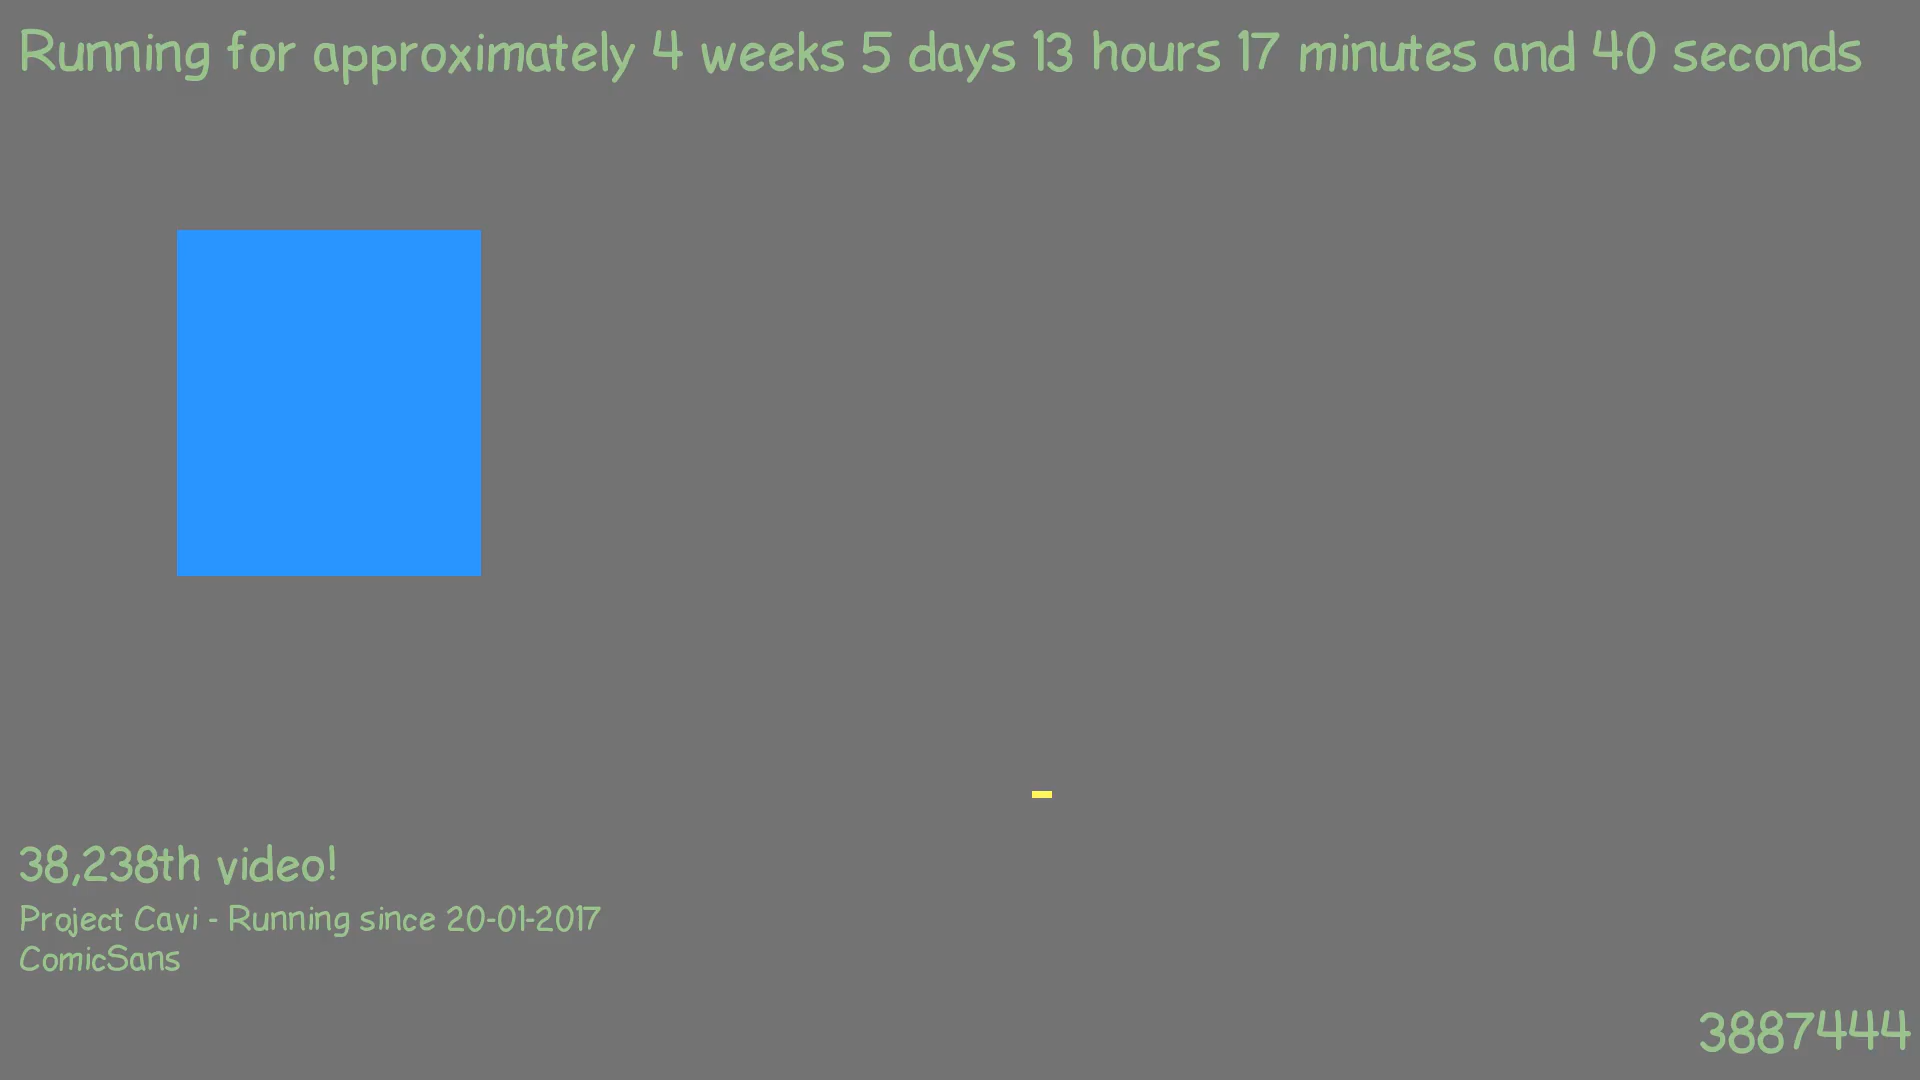 Running for approximately 4 weeks 5 days 13 hours 17 minutes and 40 seconds
38,238th video!
Project Cavi - Running since 20-01-2017
ComicSans
3887444